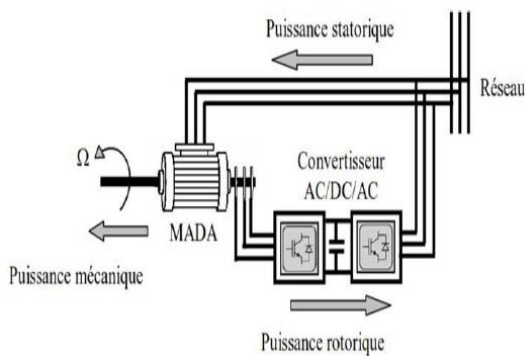 Puissance statorique
Réseau
Ω
Convertisseur
AC/DC/AC
MADA
Puissance mécanique
Puissance rotorique